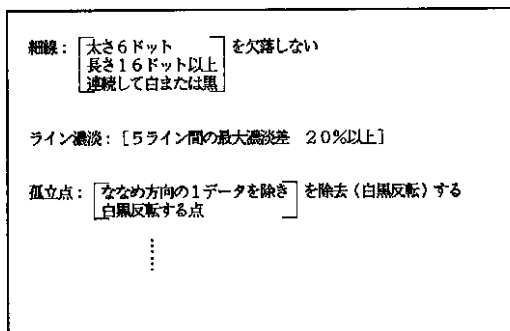 細線：[太さ6ドット
長さ16ドット以上
連続して白または黒]を欠落しない
ライン濃淡：[5ライン間の最大濃淡差 20%以上]
孤立点：[ななめ方向の1データを除き
白黒反転する点]を除去(白黒反転)する